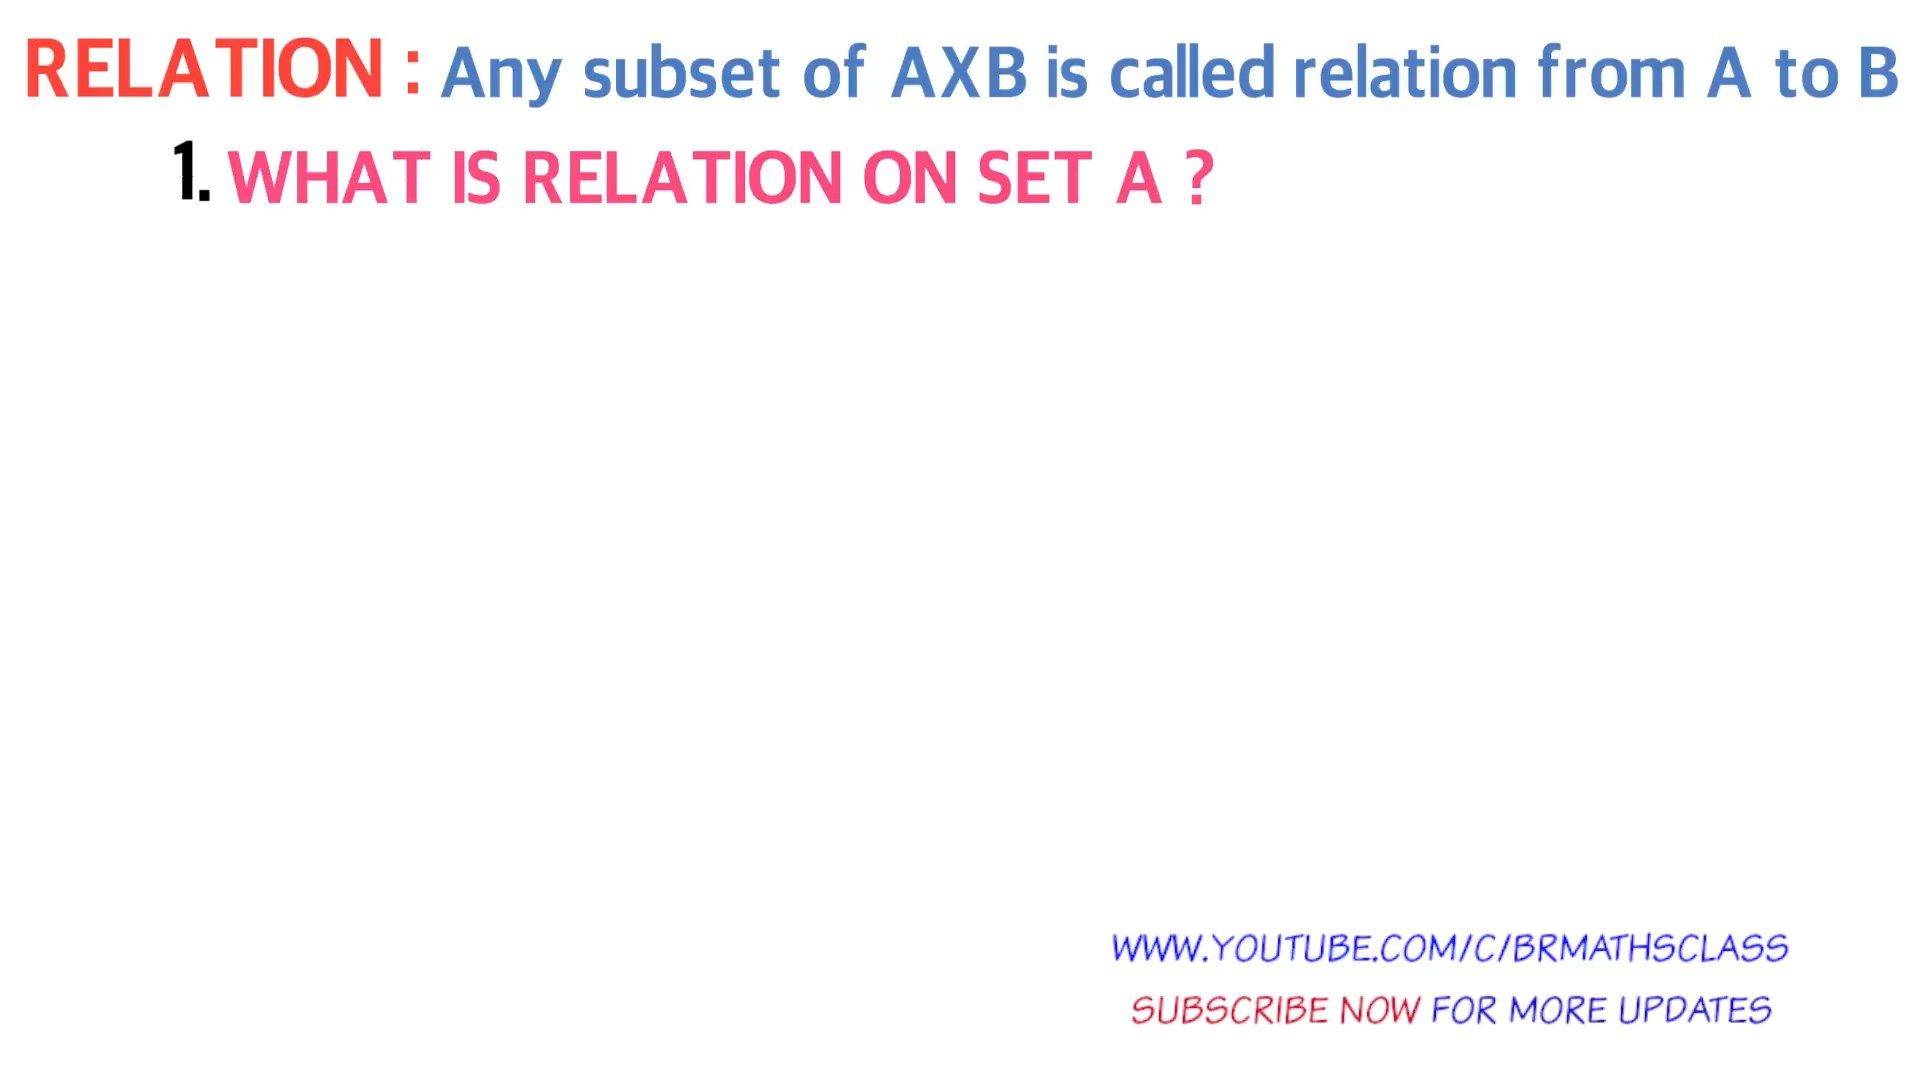 RELATION : Any subset of AXB is called relation from A to B
1. WHAT IS RELATION ON SET A ?
WWW.YOUTUBE.COM/C/BRMATHSCLASS
SUBSCRIBE NOW FOR MORE UPDATES